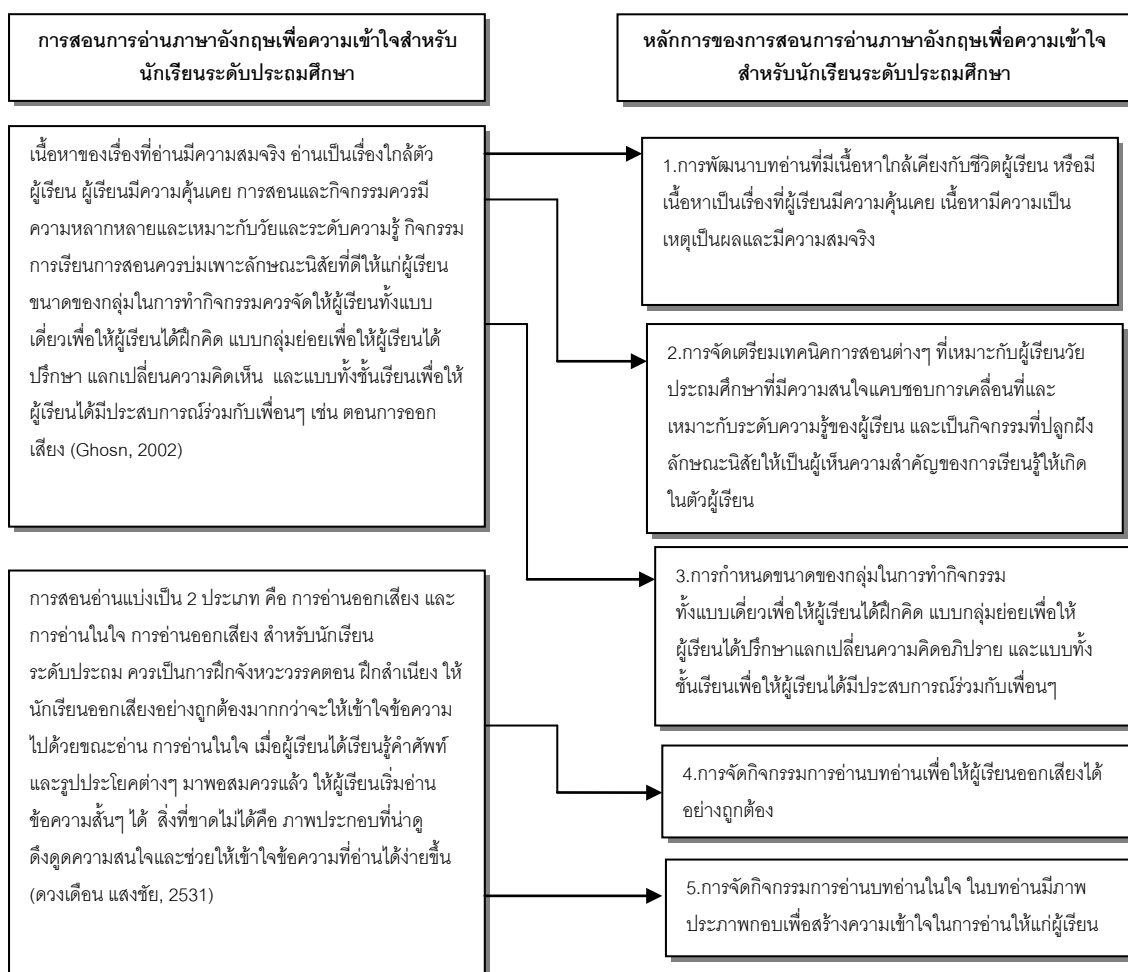 การสอนการอ่านภาษาอังกฤษเพื่อความเข้าใจสำหรับ
นักเรียนระดับประถมศึกษา
หลักการของการสอนการอ่านภาษาอังกฤษเพื่อความเข้าใจ
สำหรับนักเรียนระดับประถมศึกษา
เนื้อหาของเรื่องที่อ่านมีความสมจริง อ่านเป็นเรื่องใกล้ตัว
ผู้เรียน ผู้เรียนมีความคุ้นเคย การสอนและกิจกรรมควรมี
ความหลากหลายและเหมาะกับวัยและระดับความรู้ กิจกรรม
การเรียนการสอนควรบ่มเพาะลักษณะนิสัยที่ดีให้แก่ผู้เรียน
ขนาดของกลุ่มในการทำกิจกรรมควรจัดให้ผู้เรียนทั้งแบบ
เดี่ยวเพื่อให้ผู้เรียนได้ฝึกคิด แบบกลุ่มย่อยเพื่อให้ผู้เรียนได้
ปรึกษา แลกเปลี่ยนความคิดเห็น และแบบทั้งชั้นเรียนเพื่อให้
ผู้เรียนได้มีประสบการณ์ร่วมกับเพื่อนๆ เช่น ตอนการออก
เสียง (Ghosn, 2002)
1.การพัฒนาบทอ่านที่มีเนื้อหาใกล้เคียงกับชีวิตผู้เรียน หรือมี
เนื้อหาเป็นเรื่องที่ผู้เรียนมีความคุ้นเคย เนื้อหามีความเป็น
เหตุเป็นผลและมีความสมจริง
2.การจัดเตรียมเทคนิคการสอนต่างๆ ที่เหมาะกับผู้เรียนวัย
ประถมศึกษาที่มีความสนใจแคบชอบการเคลื่อนที่และ
เหมาะกับระดับความรู้ของผู้เรียน และเป็นกิจกรรมที่ปลูกฝัง
ลักษณะนิสัยให้เป็นผู้เห็นความสำคัญของการเรียนรู้ให้เกิด
ในตัวผู้เรียน
3.การกำหนดขนาดของกลุ่มในการทำกิจกรรม
ทั้งแบบเดี่ยวเพื่อให้ผู้เรียนได้ฝึกคิด แบบกลุ่มย่อยเพื่อให้
ผู้เรียนได้ปรึกษาแลกเปลี่ยนความคิดอภิปราย และแบบทั้ง
ชั้นเรียนเพื่อให้ผู้เรียนได้มีประสบการณ์ร่วมกับเพื่อนๆ
การสอนอ่านแบ่งเป็น 2 ประเภท คือ การอ่านออกเสียง และ
การอ่านในใจ การอ่านออกเสียง สำหรับนักเรียน
ระดับประถม ควรเป็นการฝึกจังหวะวรรคตอน ฝึกสำเนียง ให้
นักเรียนออกเสียงอย่างถูกต้องมากกว่าจะให้เข้าใจข้อความ
ไปด้วยขณะอ่าน การอ่านในใจ เมื่อผู้เรียนได้เรียนรู้คำศัพท์
และรูปประโยคต่างๆ มาพอสมควรแล้ว ให้ผู้เรียนเริ่มอ่าน
ข้อความสั้นๆ ได้ สิ่งที่ขาดไม่ได้คือ ภาพประกอบที่น่าดู
ดึงดูดความสนใจและช่วยให้เข้าใจข้อความที่อ่านได้ง่ายขึ้น
(ดวงเดือน แสงชัย, 2531)
4.การจัดกิจกรรมการอ่านบทอ่านเพื่อให้ผู้เรียนออกเสียงได้
อย่างถูกต้อง
5.การจัดกิจกรรมการอ่านบทอ่านในใจ ในบทอ่านมีภาพ
ประภาพกอบเพื่อสร้างความเข้าใจในการอ่านให้แก่ผู้เรียน